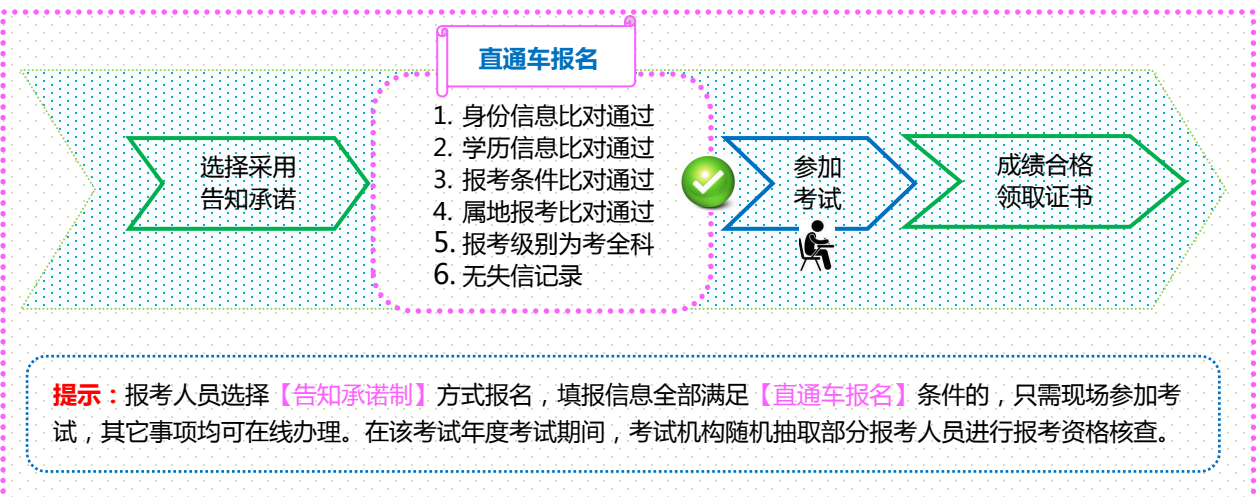 直通车报名
1. 身份信息比对通过
2. 学历信息比对通过
3. 报考条件比对通过
4. 属地报考比对通过
5. 报考级别为考全科
6. 无失信记录
选择采用
告知承诺
参加
考试
成绩合格
领取证书
提示：报考人员选择【告知承诺制】方式报名，填报信息全部满足【直通车报名】条件的，只需现场参加考
试，其它事项均可在线办理。在该考试年度考试期间，考试机构随机抽取部分报考人员进行报考资格核查。